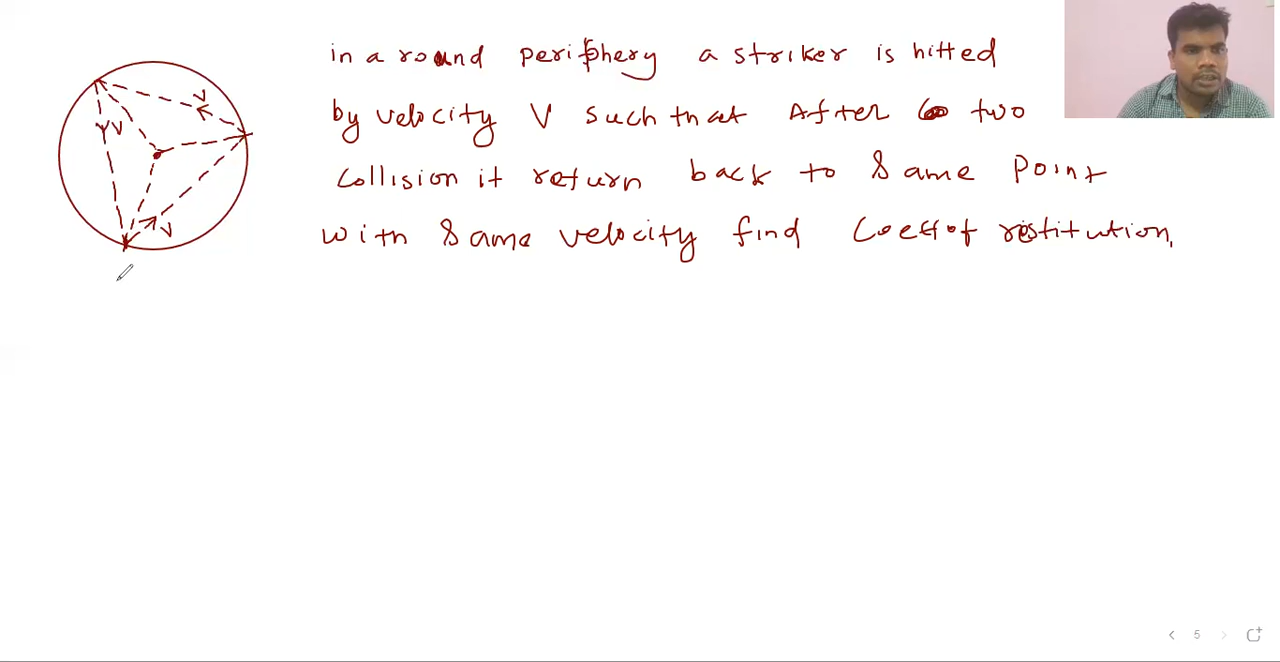 in a round periphery a striker is hitted
by velocity V such that After two
collision it return back to same point
with same velocity find coeff of restitution,
V
V
V
5